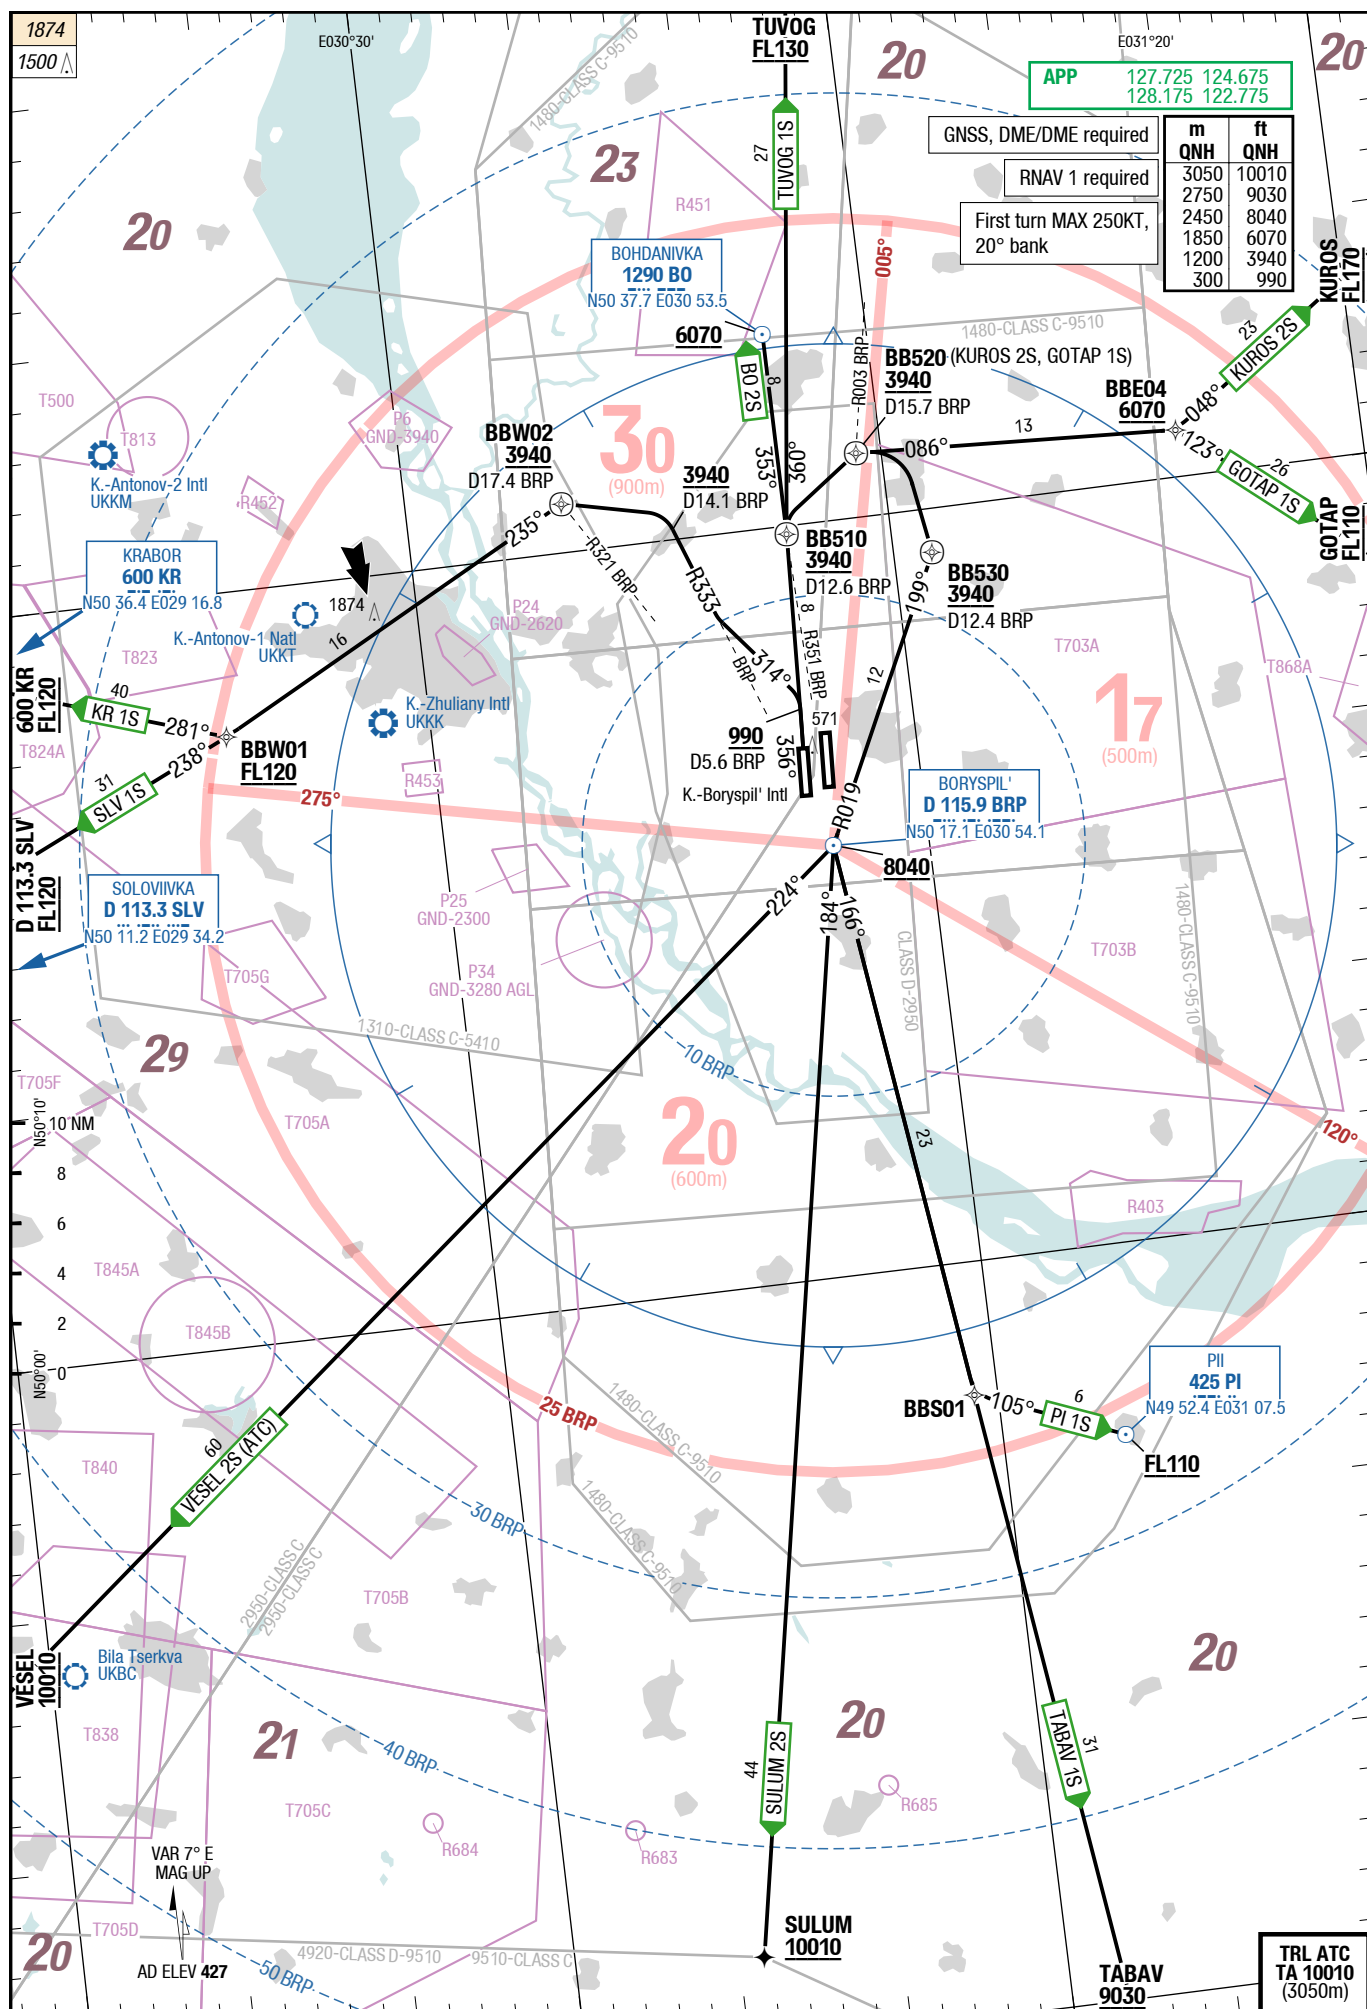 1874
1500
E030°30'
TUVOG
FL130
E031°20'
20
20
APP 127.725 124.675
128.175 122.775
GNSS, DME/DME required
RNAV 1 required
First turn MAX 250KT,
20° bank
m ft
QNH QNH
3050 10010
2750 9030
2450 8040
1850 6070
1200 3940
300 990
1480-CLASS C-9510
27
TUVOG 1S
23
20
R451
BOHDANIVKA
1290 BO
N50 37.7 E030 53.5
6070
005°
KUROS
FL170
23
KUROS 2S
048°
1480-CLASS C-9510
R003 BRP
BB520 (KUROS 2S, GOTAP 1S)
3940
D15.7 BRP
BBE04
6070
13
086°
123°
26
GOTAP 1S
GOTAP
FL110
8
BO 2S
353°
360°
T500
T813
K.-Antonov-2 Intl
UKKM
P6
GND-3940
R452
BBW02
3940
D17.4 BRP
30
(900m)
3940
D14.1 BRP
235°
R321 BRP
R333
BRP
314°
BB510
3940
D12.6 BRP
8
R351 BRP
BB530
3940
D12.4 BRP
199°
12
KRABOR
600 KR
N50 36.4 E029 16.8
1874
K.-Antonov-1 Natl
UKKT
16
P24
GND-2620
T823
600 KR
FL120
40
KR 1S
281°
T824A
238°
31
SLV 1S
BBW01
FL120
K.-Zhuliany Intl
UKKK
R453
275°
990
D5.6 BRP
356°
571
K.-Boryspil' Intl
T703A
T868A
17
(500m)
BORYSPIL'
D 115.9 BRP
N50 17.1 E030 54.1
R019
8040
D 113.3 SLV
FL120
SOLOVIIVKA
D 113.3 SLV
N50 11.2 E029 34.2
P25
GND-2300
224°
184°
166°
CLASS D-2950
1480-CLASS C-9510
T703B
T705G
P34
GND-3280 AGL
29
1310-CLASS C-5410
10 BRP
T705F
T705A
N50°10'
10 NM
8
6
4
2
0
N50°00'
20
(600m)
23
120°
R403
T845A
T845B
25 BRP
1480-CLASS C-9510
1480-CLASS C-9510
BBS01
105°
6
PI 1S
PII
425 PI
N49 52.4 E031 07.5
FL110
60
VESEL 2S (ATC)
T840
30 BRP
2950-CLASS C
2950-CLASS C
T705B
VESEL
10010
Bila Tserkva
UKBC
T838
21
40 BRP
T705C
R684
R683
44
SULUM 2S
20
R685
20
31
TABAV 1S
VAR 7° E
MAG UP
T705D
20
AD ELEV 427
4920-CLASS D-9510
9510-CLASS C
50 BRP
SULUM
10010
TABAV
9030
TRL ATC
TA 10010
(3050m)